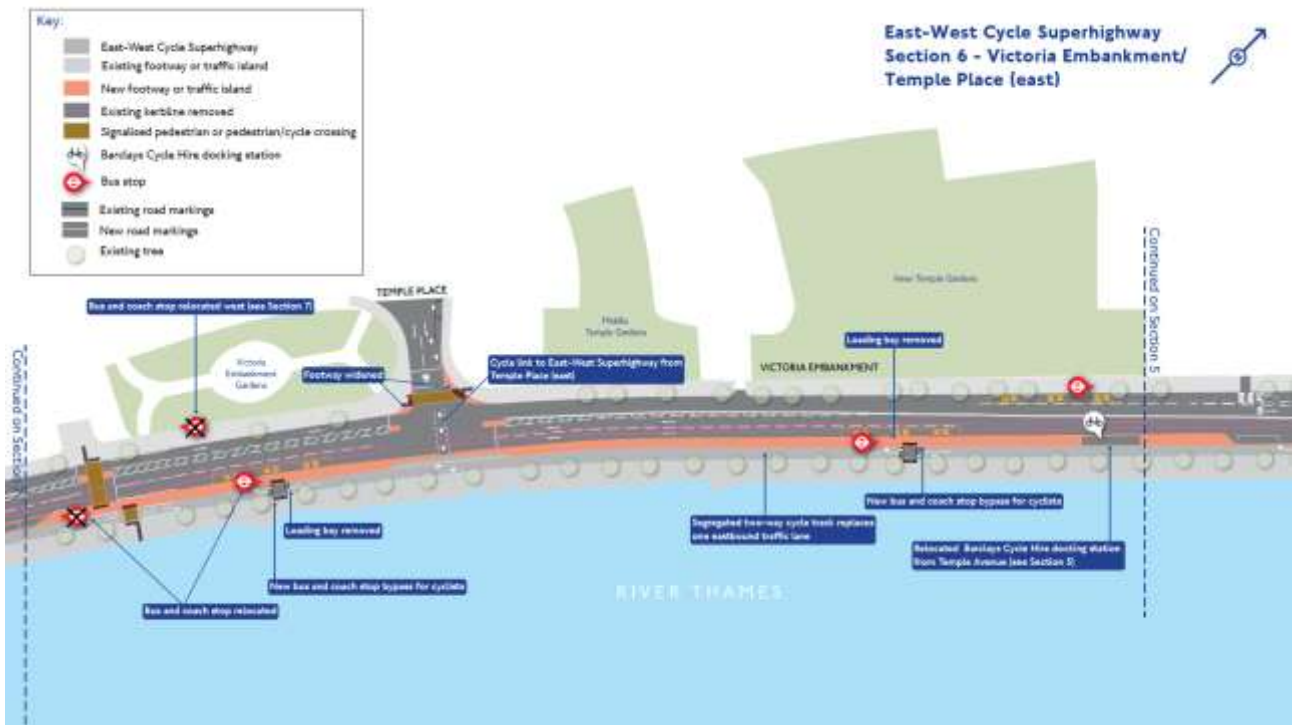 Key:
East-West Cycle Superhighway
Existing footway or traffic island
New footway or traffic island
Existing kerbline removed
Signalised pedestrian or pedestrian/cycle crossing
Barclays Cycle Hire docking station
Bus stop
Existing road markings
New road markings
Existing tree
East-West Cycle Superhighway
Section 6 - Victoria Embankment/
Temple Place (east)
Bus and coach stop relocated west (see Section 7)
TEMPLE PLACE
Victoria
Embankment
Gardens
Footway widened
Cycle link to East-West Superhighway from
Temple Place (east)
Middle
Temple Gardens
Inner Temple Gardens
Loading bay removed
VICTORIA EMBANKMENT
Continued on Section 5
Continued on Section
Loading bay removed
New bus and coach stop bypass for cyclists
Bus and coach stop relocated
Segregated two-way cycle track replaces
one eastbound traffic lane
New bus and coach stop bypass for cyclists
Relocated Barclays Cycle Hire docking station
from Temple Avenue (see Section 5)
RIVER THAMES